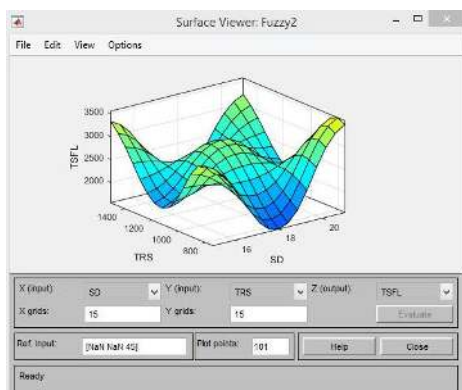 Surface Viewer: Fuzzy2
File Edit View Options
3500
3000
2500
2000
TSFL
1400
1200
1000
800
TRS
16
18
20
SD
X (input): SD Y (input): TRS Z (output): TSFL
X grids: 15 Y grids: 15 Evaluate
Ref. Input: [NaN NaN 45] Plot points: 101 Help Close
Ready